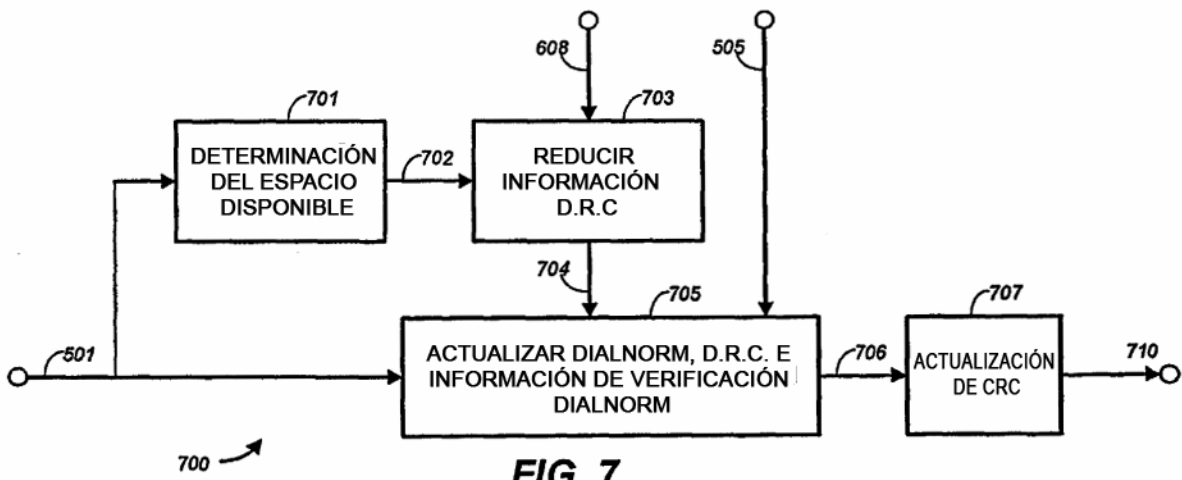 608
505
701
703
DETERMINACIÓN
DEL ESPACIO
DISPONIBLE
702
REDUCIR
INFORMACIÓN
D.R.C
704
705
707
501
ACTUALIZAR DIALNORM, D.R.C. E
INFORMACIÓN DE VERIFICACIÓN
DIALNORM
706
ACTUALIZACIÓN
DE CRC
710
700
FIG. 7